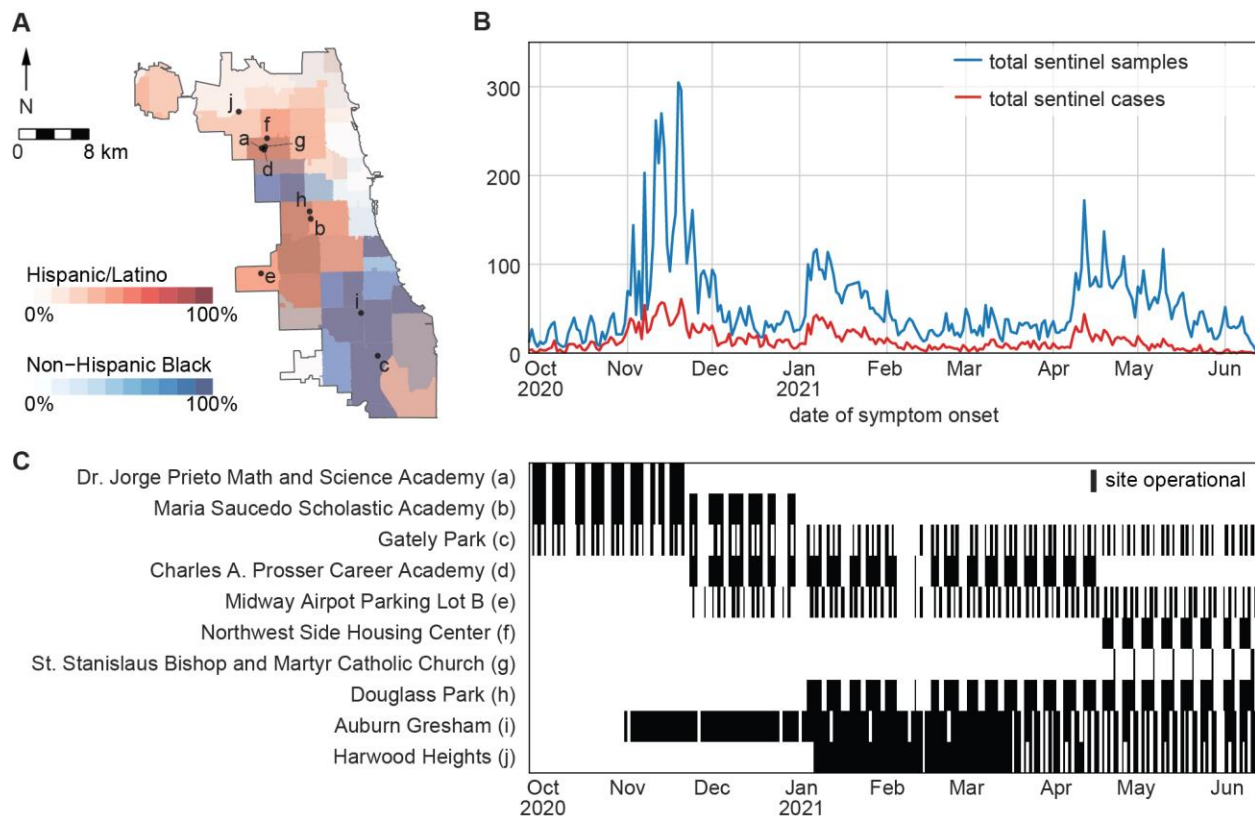 A
N
0 8 km
j
f
a g
d
h
b
e
i
c
Hispanic/Latino
0% 100%
Non−Hispanic Black
0% 100%
B
total sentinel samples
total sentinel cases
300
200
100
0
Oct Nov Dec Jan Feb Mar Apr May Jun
2020 2021
date of symptom onset
C
Dr. Jorge Prieto Math and Science Academy (a)
site operational
Maria Saucedo Scholastic Academy (b)
Gately Park (c)
Charles A. Prosser Career Academy (d)
Midway Airpot Parking Lot B (e)
Northwest Side Housing Center (f)
St. Stanislaus Bishop and Martyr Catholic Church (g)
Douglass Park (h)
Auburn Gresham (i)
Harwood Heights (j)
Oct Nov Dec Jan Feb Mar Apr May Jun
2020 2021